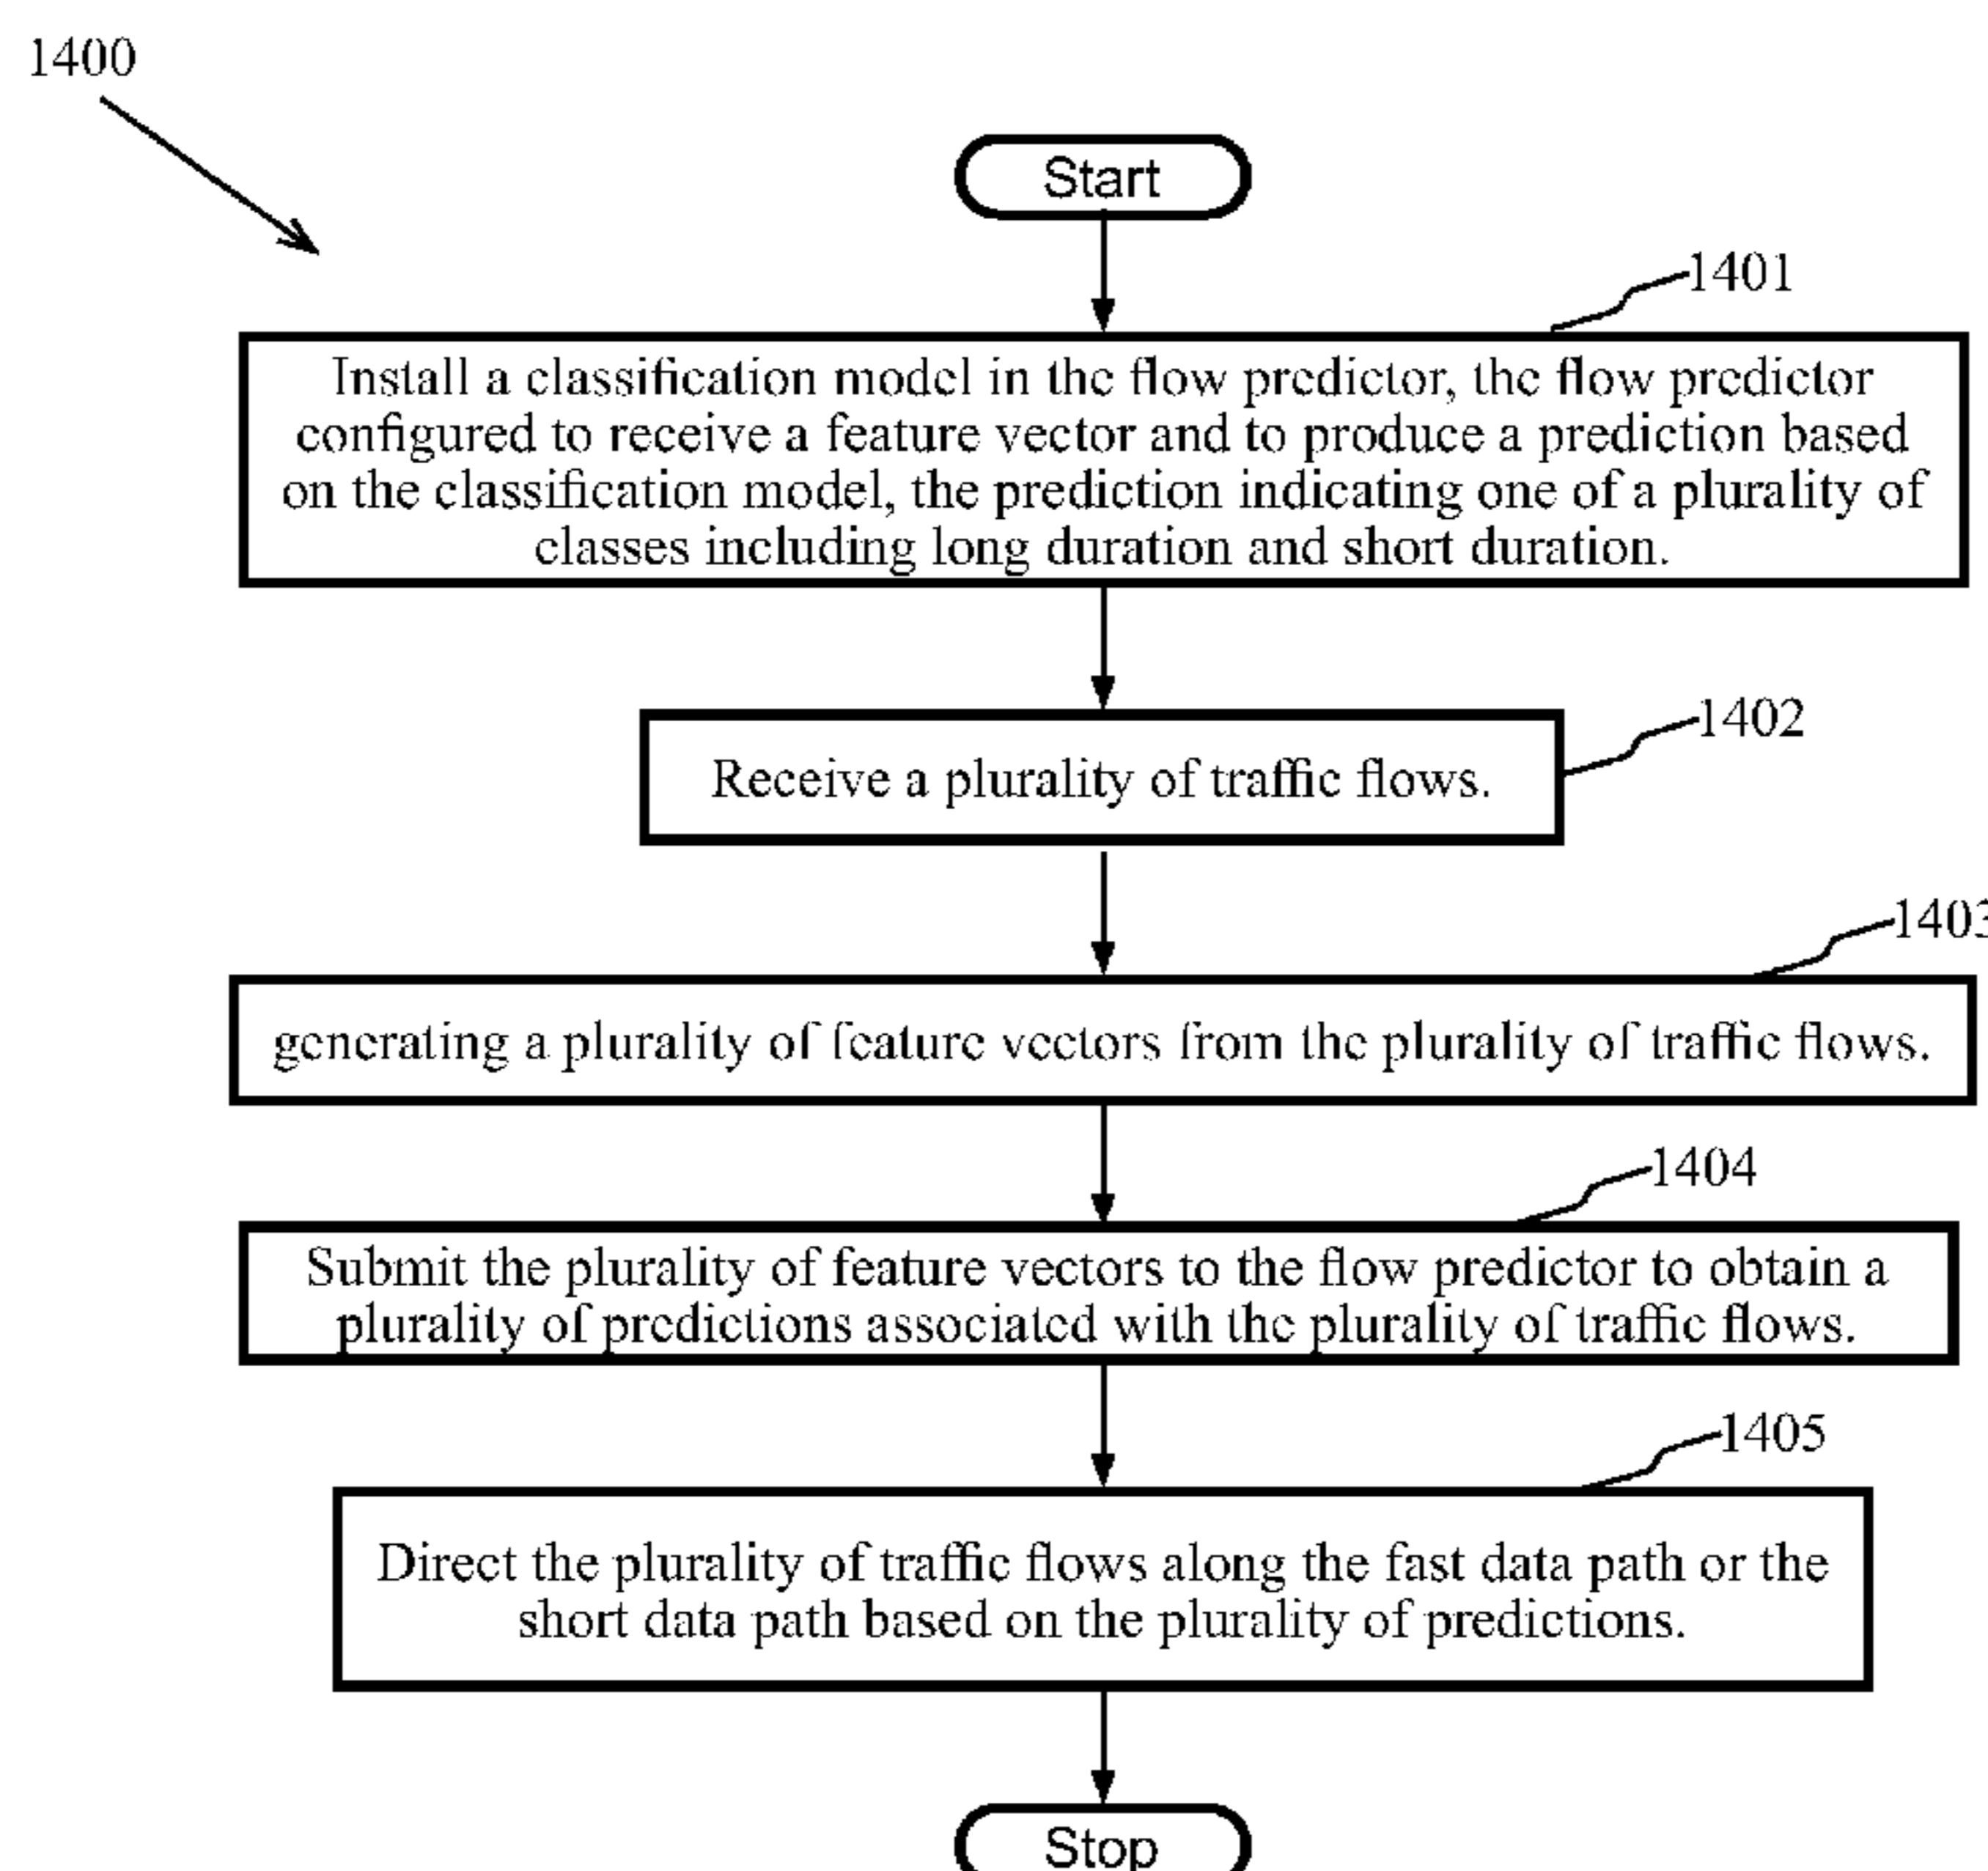 1400
Start
1401
Install a classification model in the flow predictor, the flow predictor
configured to receive a feature vector and to produce a prediction based
on the classification model, the prediction indicating one of a plurality of
classes including long duration and short duration.
1402
Receive a plurality of traffic flows.
1403
generating a plurality of feature vectors from the plurality of traffic flows.
1404
Submit the plurality of feature vectors to the flow predictor to obtain a
plurality of predictions associated with the plurality of traffic flows.
1405
Direct the plurality of traffic flows along the fast data path or the
short data path based on the plurality of predictions.
Stop